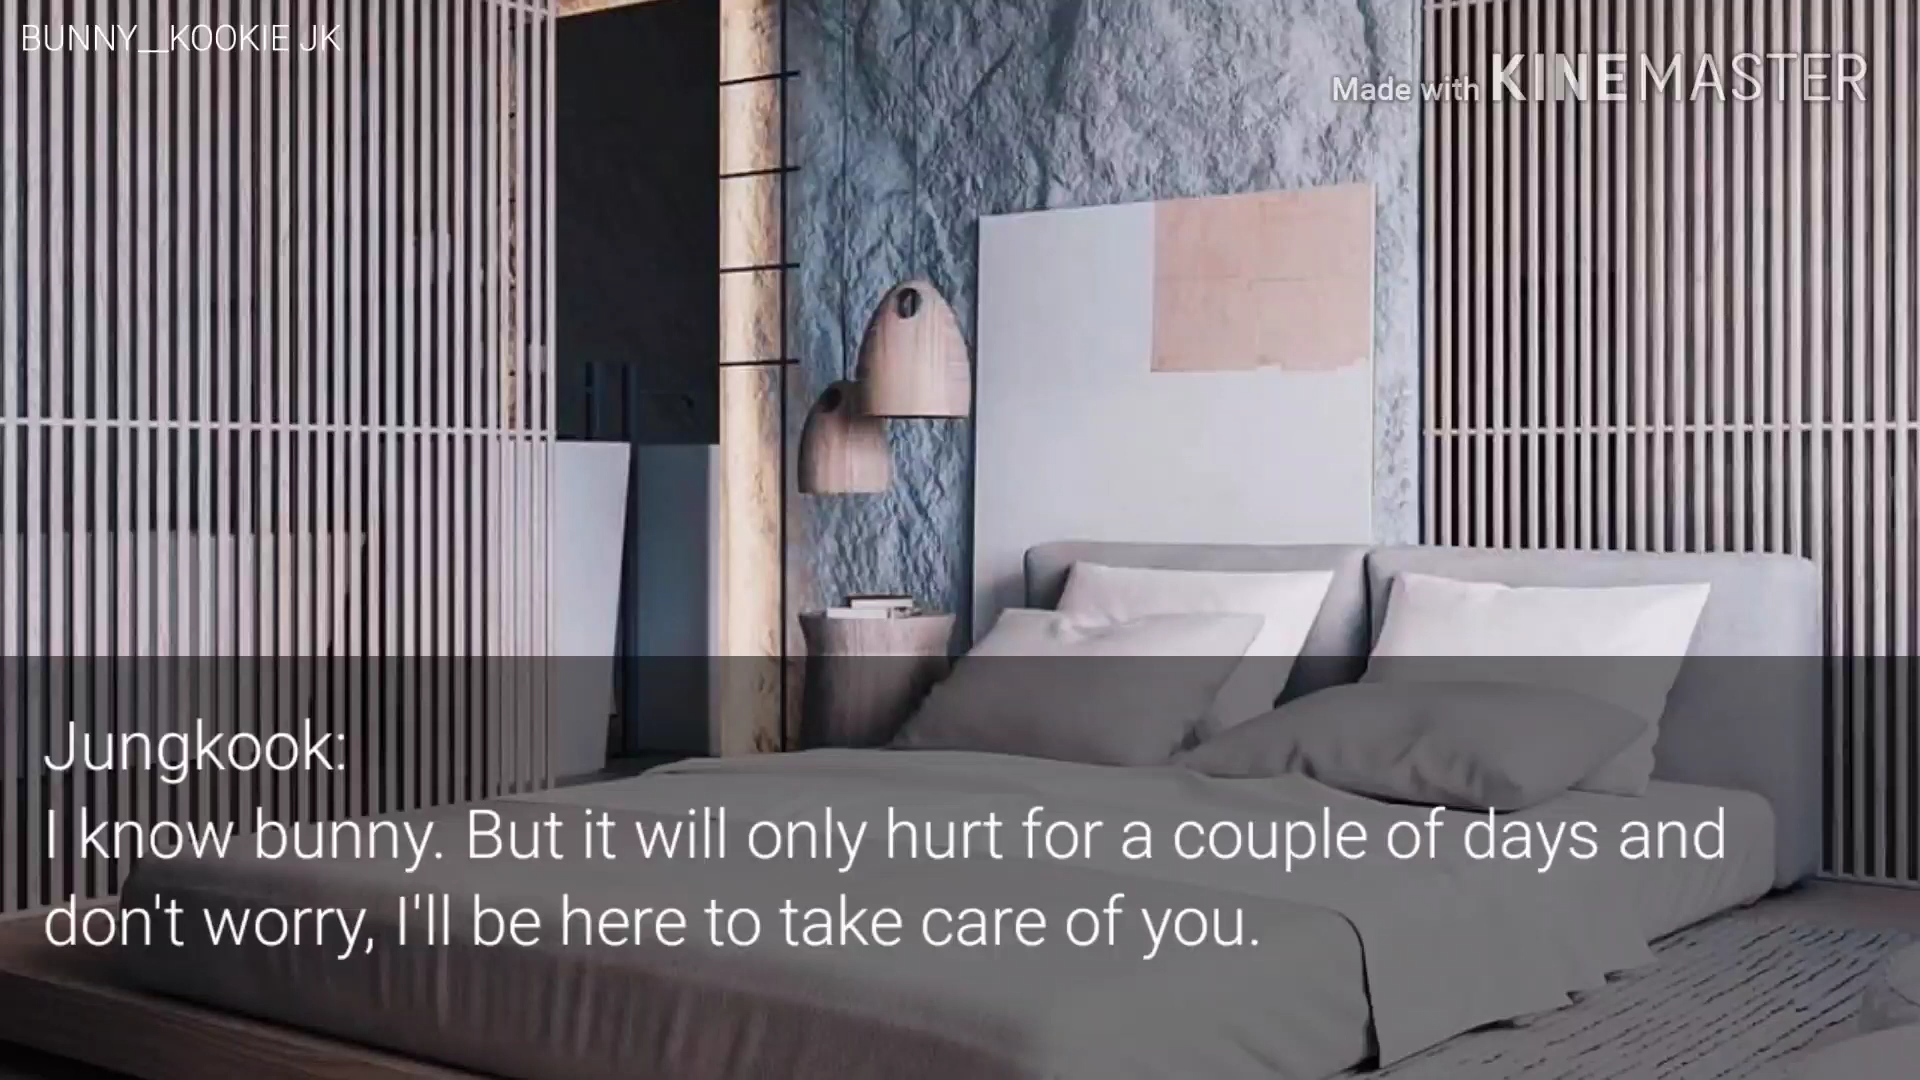 BUNNY__KOOKIE JK
Made with KINEMASTER
Jungkook:
I know bunny. But it will only hurt for a couple of days and
don't worry, I'll be here to take care of you.